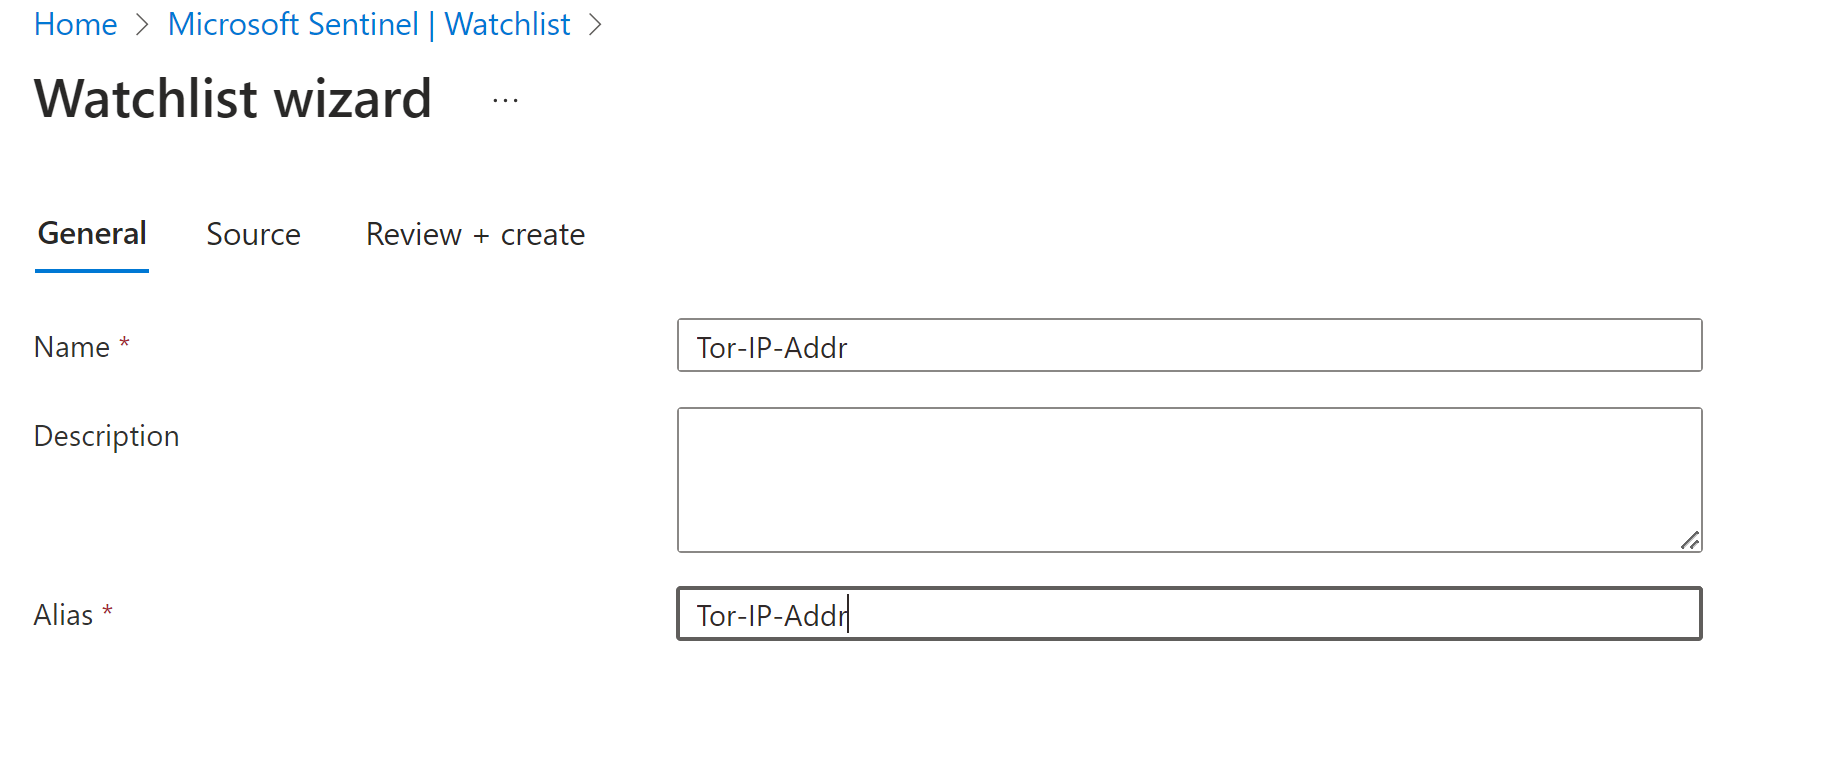 Home > Microsoft Sentinel | Watchlist >
Watchlist wizard ...
General Source Review + create
Name * Tor-IP-Addr
Description
Alias * Tor-IP-Addr